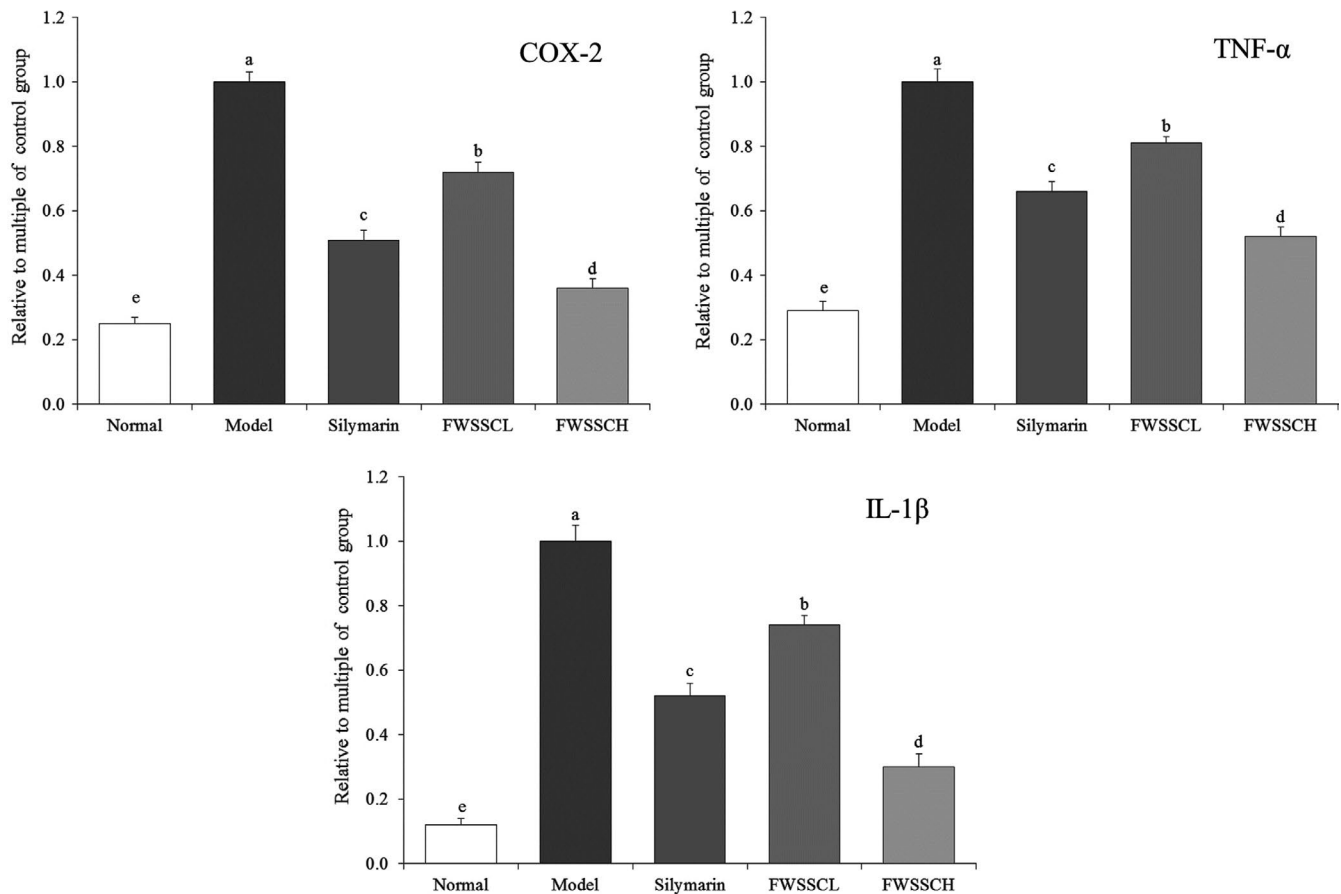 COX-2
Relative to multiple of control group
1.2
1.0
0.8
0.6
0.4
0.2
0.0
e
a
c
b
d
Normal Model Silymarin FWSSCL FWSSCH
TNF-α
Relative to multiple of control group
1.2
1.0
0.8
0.6
0.4
0.2
0.0
e
a
c
b
d
Normal Model Silymarin FWSSCL FWSSCH
IL-1β
Relative to multiple of control group
1.2
1.0
0.8
0.6
0.4
0.2
0.0
e
a
c
b
d
Normal Model Silymarin FWSSCL FWSSCH